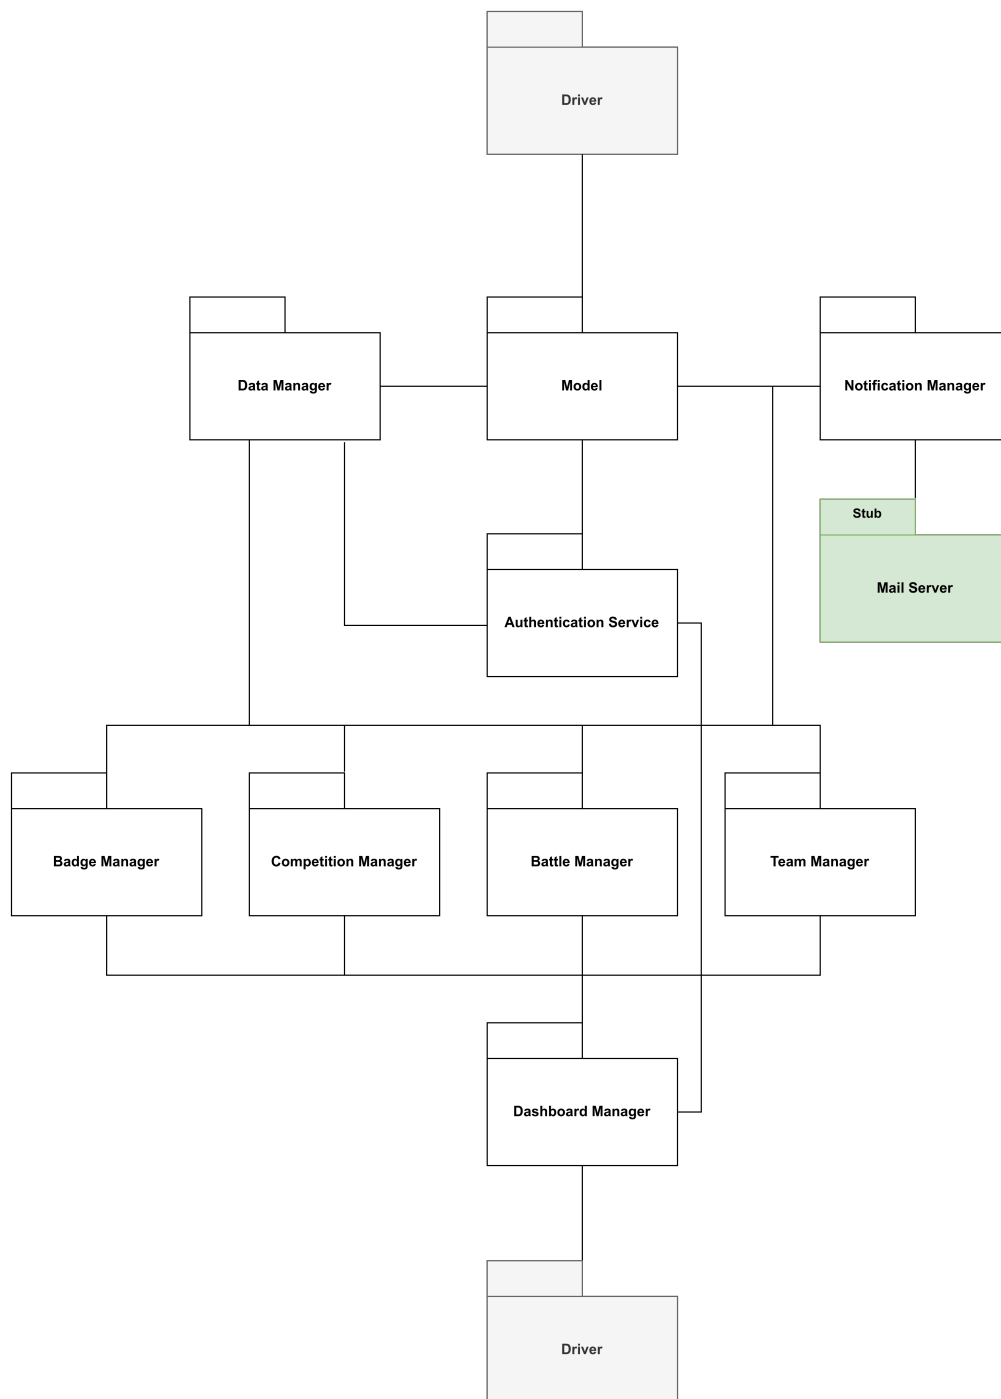 Driver
Data Manager
Model
Notification Manager
Stub
Mail Server
Authentication Service
Badge Manager
Competition Manager
Battle Manager
Team Manager
Dashboard Manager
Driver